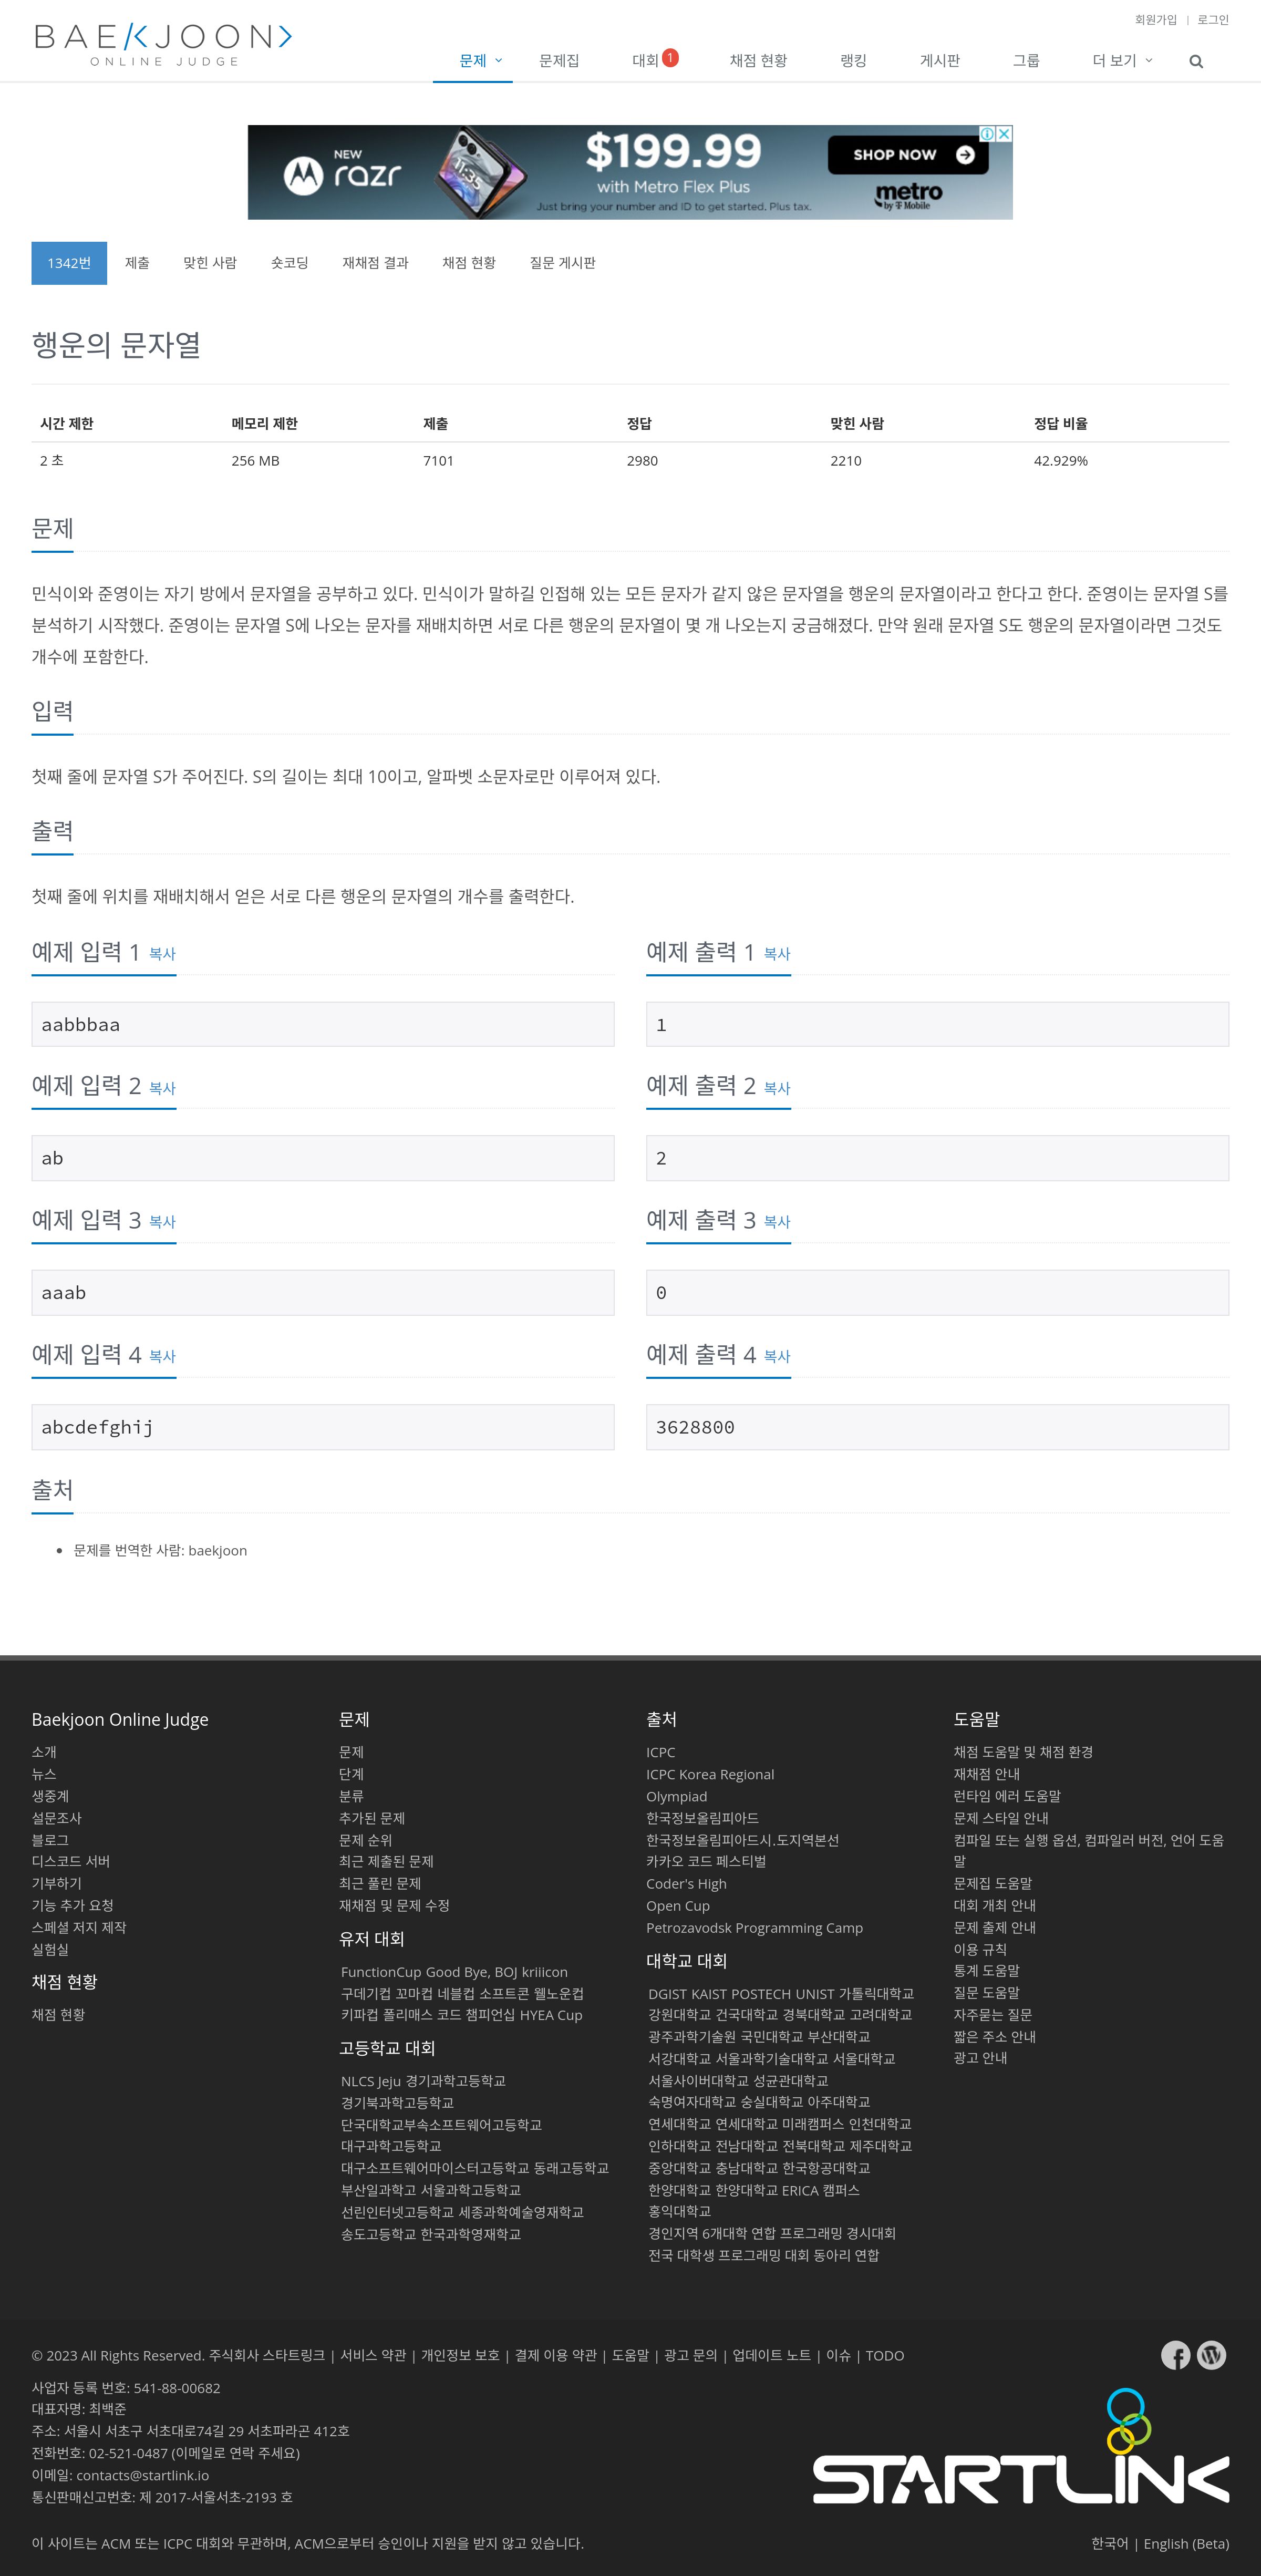 회원가입 | 로그인
BAEKJOON>
ONLINE JUDGE
문제 문제집 대회 1 채점 현황 랭킹 게시판 그룹 더 보기
NEW
razr
11:35
$199.99
with Metro Flex Plus
Just bring your number and ID to get started. Plus tax.
SHOP NOW
metro
by T Mobile
1342번 제출 맞힌 사람 숏코딩 재채점 결과 채점 현황 질문 게시판
행운의 문자열
시간 제한 메모리 제한 제출 정답 맞힌 사람 정답 비율
2 초 256 MB 7101 2980 2210 42.929%
문제
민식이와 준영이는 자기 방에서 문자열을 공부하고 있다. 민식이가 말하길 인접해 있는 모든 문자가 같지 않은 문자열을 행운의 문자열이라고 한다고 한다. 준영이는 문자열 S를
분석하기 시작했다. 준영이는 문자열 S에 나오는 문자를 재배치하면 서로 다른 행운의 문자열이 몇 개 나오는지 궁금해졌다. 만약 원래 문자열 S도 행운의 문자열이라면 그것도
개수에 포함한다.
입력
첫째 줄에 문자열 S가 주어진다. S의 길이는 최대 10이고, 알파벳 소문자로만 이루어져 있다.
출력
첫째 줄에 위치를 재배치해서 얻은 서로 다른 행운의 문자열의 개수를 출력한다.
예제 입력 1 복사
aabbbaa
예제 출력 1 복사
1
예제 입력 2 복사
ab
예제 출력 2 복사
2
예제 입력 3 복사
aaab
예제 출력 3 복사
0
예제 입력 4 복사
abcdefghij
예제 출력 4 복사
3628800
출처
문제를 번역한 사람: baekjoon
Baekjoon Online Judge
소개
뉴스
생중계
설문조사
블로그
디스코드 서버
기부하기
기능 추가 요청
스페셜 저지 제작
실험실
채점 현황
채점 현황
문제
문제
단계
분류
추가된 문제
문제 순위
최근 제출된 문제
최근 풀린 문제
재채점 및 문제 수정
유저 대회
FunctionCup Good Bye, BOJ kriiicon
구데기컵 꼬마컵 네블컵 소프트콘 웰노운컵
키파컵 폴리매스 코드 챔피언십 HYEA Cup
고등학교 대회
NLCS Jeju 경기과학고등학교
경기북과학고등학교
단국대학교부속소프트웨어고등학교
대구과학고등학교
대구소프트웨어마이스터고등학교 동래고등학교
부산일과학고 서울과학고등학교
선린인터넷고등학교 세종과학예술영재학교
송도고등학교 한국과학영재학교
출처
ICPC
ICPC Korea Regional
Olympiad
한국정보올림피아드
한국정보올림피아드시.도지역본선
카카오 코드 페스티벌
Coder's High
Open Cup
Petrozavodsk Programming Camp
대학교 대회
DGIST KAIST POSTECH UNIST 가톨릭대학교
강원대학교 건국대학교 경북대학교 고려대학교
광주과학기술원 국민대학교 부산대학교
서강대학교 서울과학기술대학교 서울대학교
서울사이버대학교 성균관대학교
숙명여자대학교 숭실대학교 아주대학교
연세대학교 연세대학교 미래캠퍼스 인천대학교
인하대학교 전남대학교 전북대학교 제주대학교
중앙대학교 충남대학교 한국항공대학교
한양대학교 한양대학교 ERICA 캠퍼스
홍익대학교
경인지역 6개대학 연합 프로그래밍 경시대회
전국 대학생 프로그래밍 대회 동아리 연합
도움말
채점 도움말 및 채점 환경
재채점 안내
런타임 에러 도움말
문제 스타일 안내
컴파일 또는 실행 옵션, 컴파일러 버전, 언어 도움
말
문제집 도움말
대회 개최 안내
문제 출제 안내
이용 규칙
통계 도움말
질문 도움말
자주묻는 질문
짧은 주소 안내
광고 안내
© 2023 All Rights Reserved. 주식회사 스타트링크 | 서비스 약관 | 개인정보 보호 | 결제 이용 약관 | 도움말 | 광고 문의 | 업데이트 노트 | 이슈 | TODO
사업자 등록 번호: 541-88-00682
대표자명: 최백준
주소: 서울시 서초구 서초대로74길 29 서초파라곤 412호
전화번호: 02-521-0487 (이메일로 연락 주세요)
이메일: contacts@startlink.io
통신판매신고번호: 제 2017-서울서초-2193 호
STARTLINK
이 사이트는 ACM 또는 ICPC 대회와 무관하며, ACM으로부터 승인이나 지원을 받지 않고 있습니다.
한국어 | English (Beta)